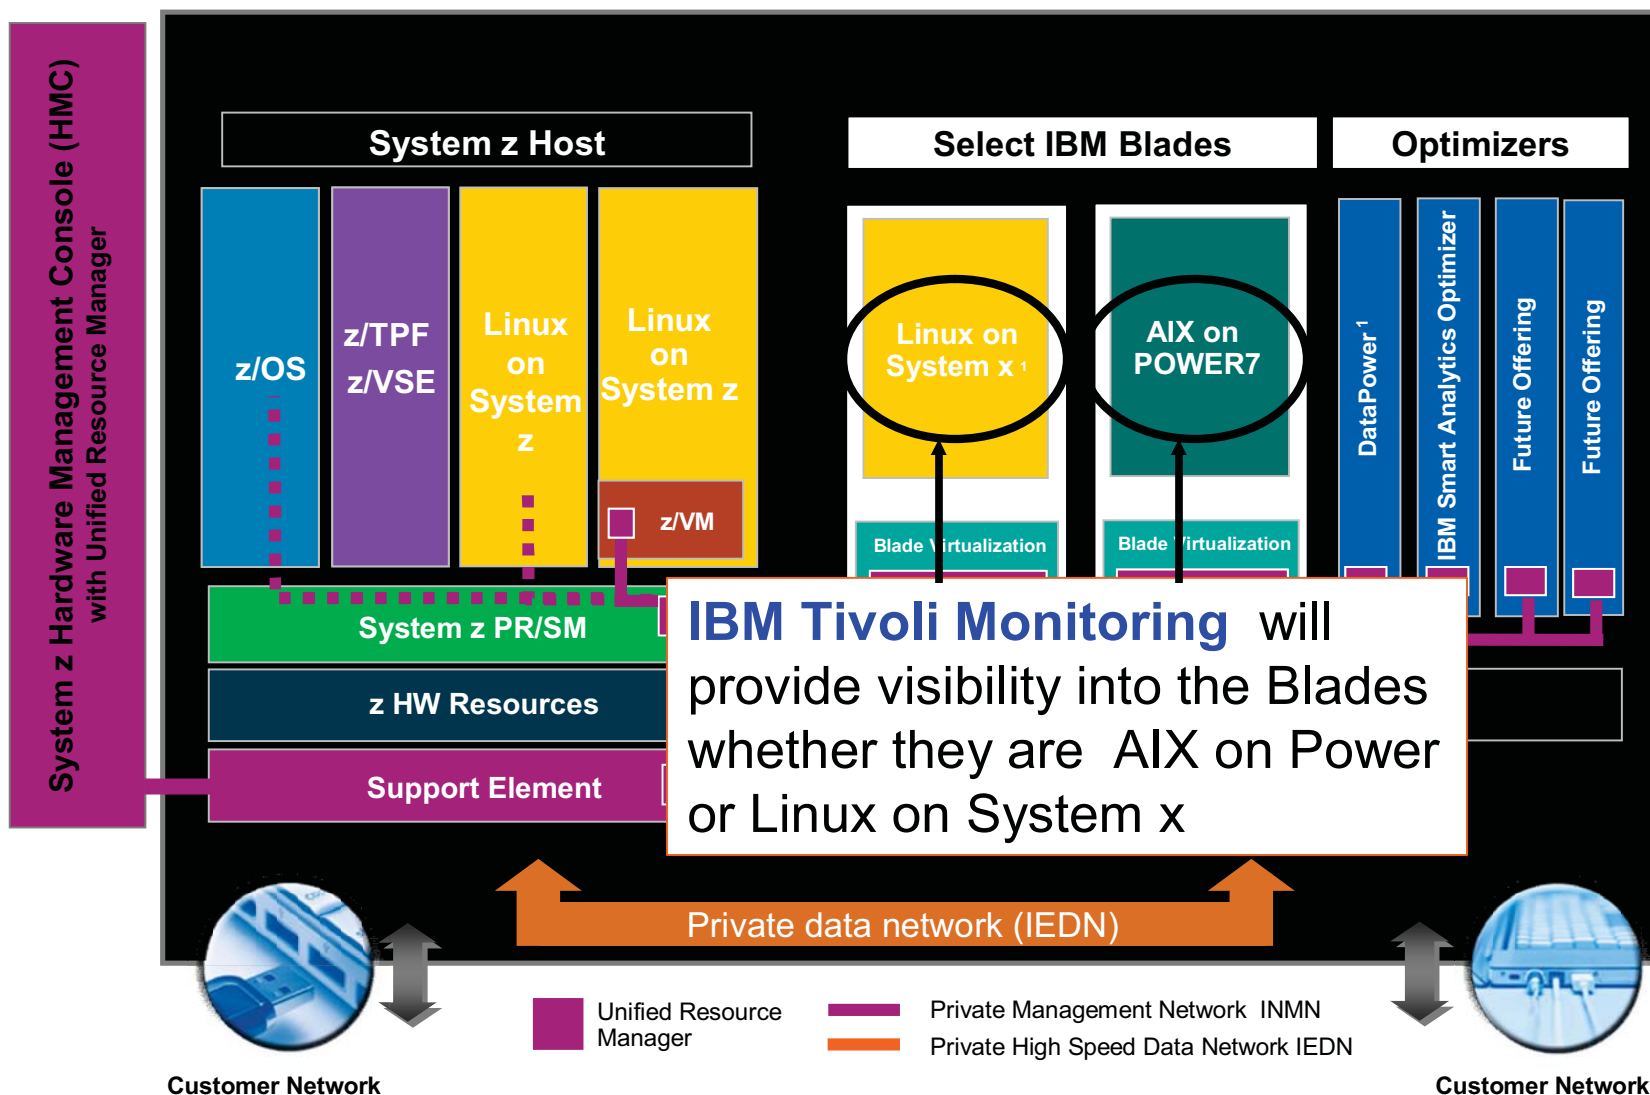 System z Hardware Management Console (HMC)
with Unified Resource Manager
System z Host
Select IBM Blades
Optimizers
z/OS
z/TPF
z/VSE
Linux
on
System
z
Linux
on
System z
z/VM
Linux on
System x 1
AIX on
POWER7
DataPower 1
IBM Smart Analytics Optimizer
Future Offering
Future Offering
Blade Virtualization
Blade Virtualization
System z PR/SM
z HW Resources
Support Element
IBM Tivoli Monitoring will
provide visibility into the Blades
whether they are AIX on Power
or Linux on System x
Private data network (IEDN)
Unified Resource
Manager
Private Management Network INMN
Private High Speed Data Network IEDN
Customer Network
Customer Network